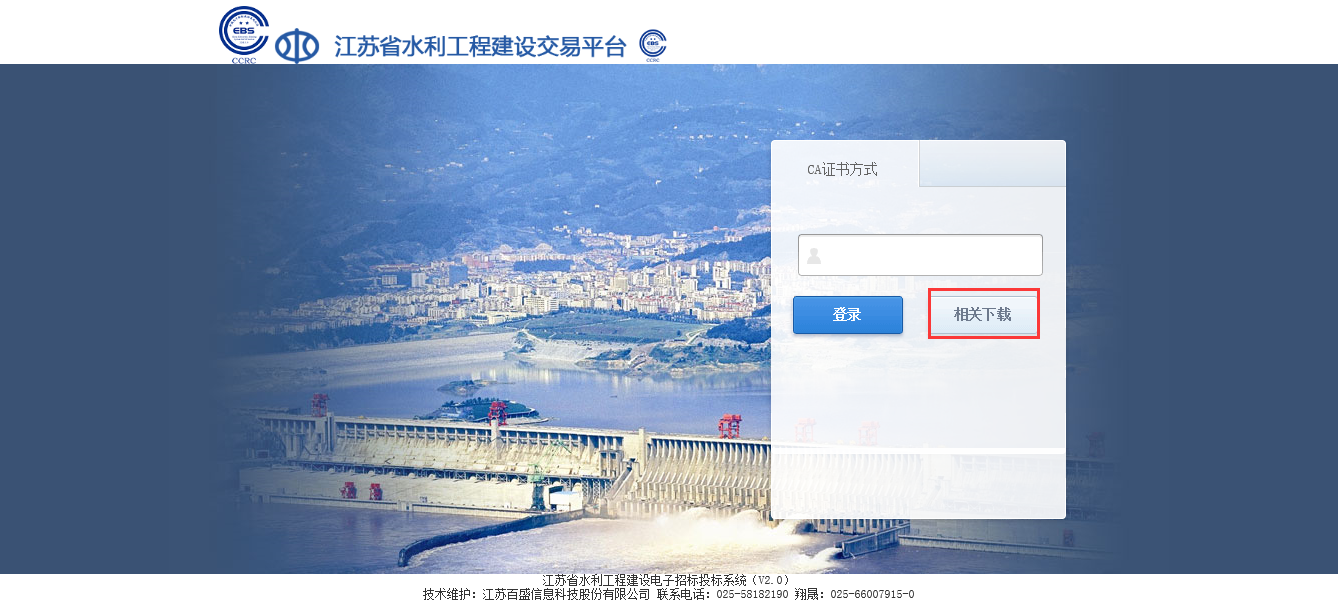 EBS
CCRC
江苏省水利工程建设交易平台
EBS
CCRC
CA证书方式
登录
相关下载
江苏省水利工程建设电子招标投标系统（V2.0）
技术维护：江苏百盛信息科技股份有限公司 联系电话：025-58182190 翔晟：025-66007915-0